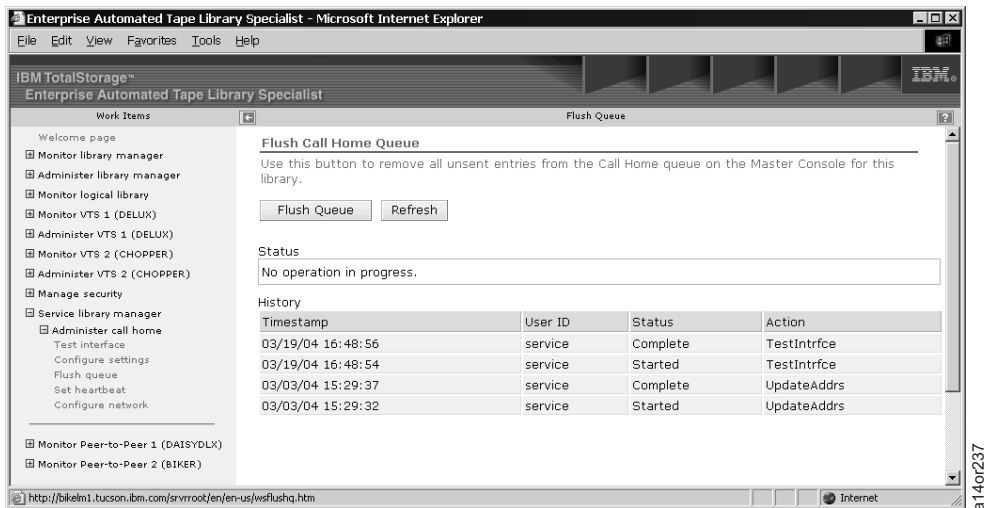 Enterprise Automated Tape Library Specialist - Microsoft Internet Explorer
File Edit View Favorites Tools Help
IBM TotalStorage™
Enterprise Automated Tape Library Specialist
IBM®
Work Items
Flush Queue
?
Welcome page
Monitor library manager
Administer library manager
Monitor logical library
Monitor VTS 1 (DELUX)
Administer VTS 1 (DELUX)
Monitor VTS 2 (CHOPPER)
Administer VTS 2 (CHOPPER)
Manage security
Service library manager
Administer call home
Test interface
Configure settings
Flush queue
Set heartbeat
Configure network
Monitor Peer-to-Peer 1 (DAISYDLX)
Monitor Peer-to-Peer 2 (BIKER)
Flush Call Home Queue
Use this button to remove all unsent entries from the Call Home queue on the Master Console for this
library.
Flush Queue Refresh
Status
No operation in progress.
History
Timestamp User ID Status Action
03/19/04 16:48:56 service Complete TestIntrfce
03/19/04 16:48:54 service Started TestIntrfce
03/03/04 15:29:37 service Complete UpdateAddrs
03/03/04 15:29:32 service Started UpdateAddrs
http://bikelm1.tucson.ibm.com/srvrroot/en/en-us/wsflushq.htm
Internet
a14or237